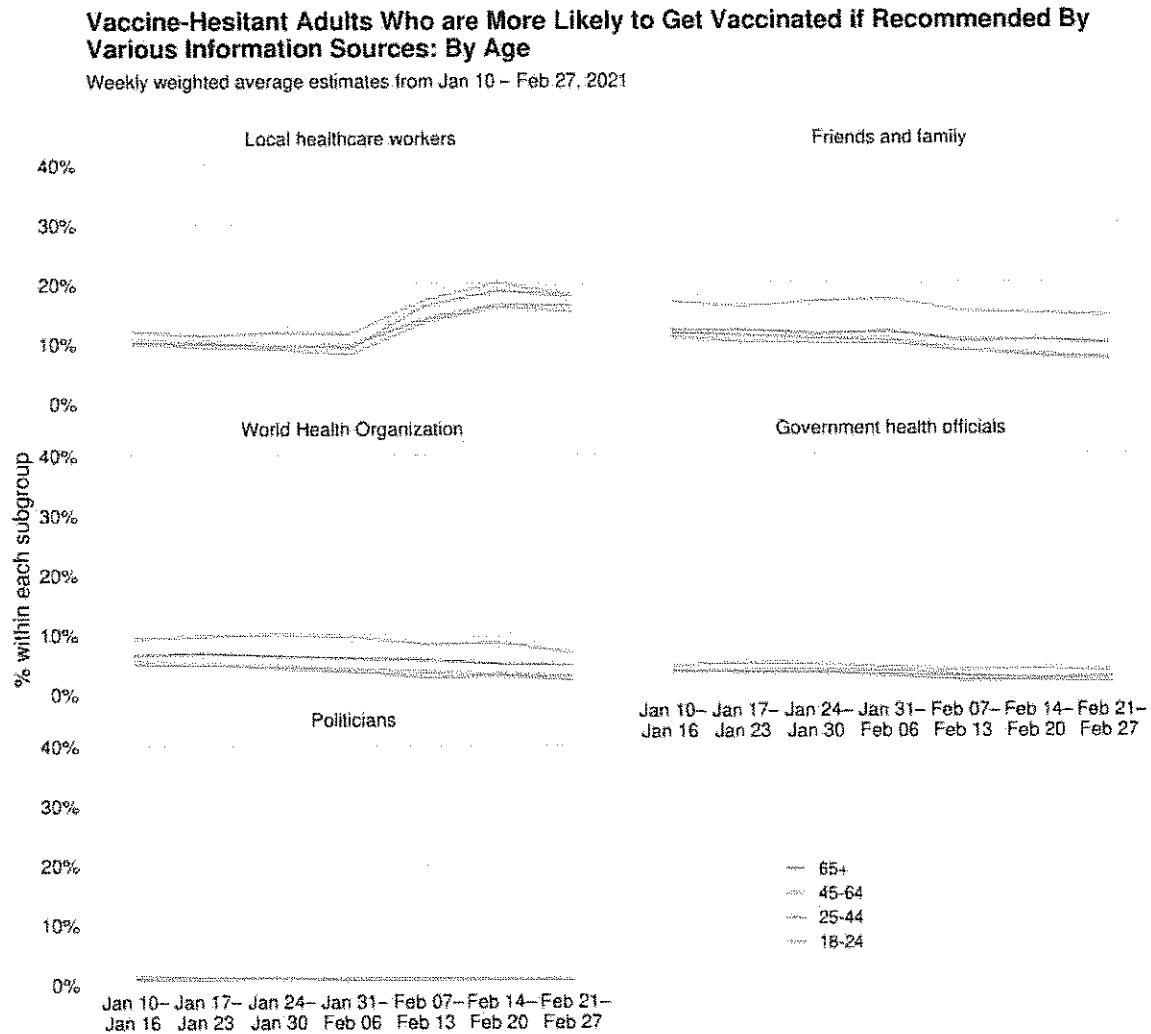 Vaccine-Hesitant Adults Who are More Likely to Get Vaccinated if Recommended By
Various Information Sources: By Age
Weekly weighted average estimates from Jan 10 – Feb 27, 2021
Local healthcare workers
Friends and family
40%
30%
20%
10%
0%
World Health Organization
Government health officials
% within each subgroup
40%
30%
20%
10%
0%
Jan 10– Jan 17– Jan 24– Jan 31– Feb 07– Feb 14– Feb 21–
Jan 16 Jan 23 Jan 30 Feb 06 Feb 13 Feb 20 Feb 27
Politicians
40%
30%
20%
10%
0%
65+
45-64
25-44
18-24
Jan 10– Jan 17– Jan 24– Jan 31– Feb 07– Feb 14– Feb 21–
Jan 16 Jan 23 Jan 30 Feb 06 Feb 13 Feb 20 Feb 27